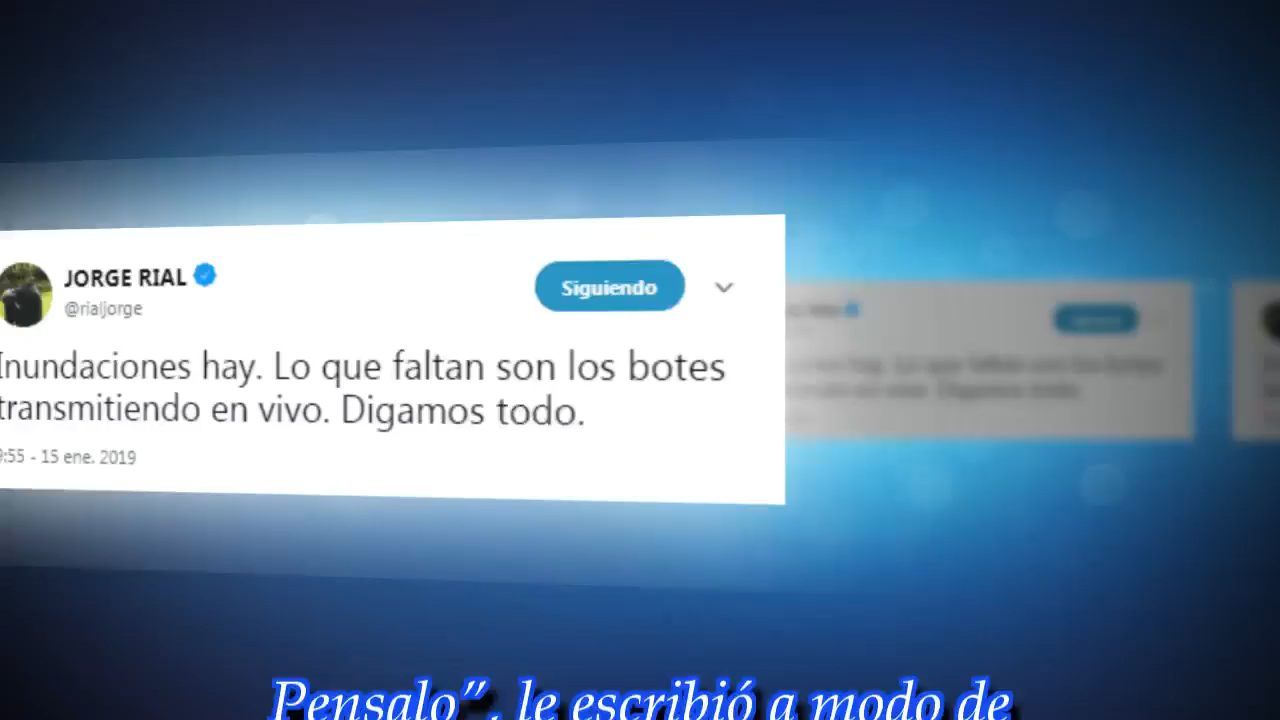 JORGE RIAL
@rialjorge
Siguiendo
Inundaciones hay. Lo que faltan son los botes
transmitiendo en vivo. Digamos todo.
9:55 - 15 ene. 2019
Pensalo”, le escribió a modo de